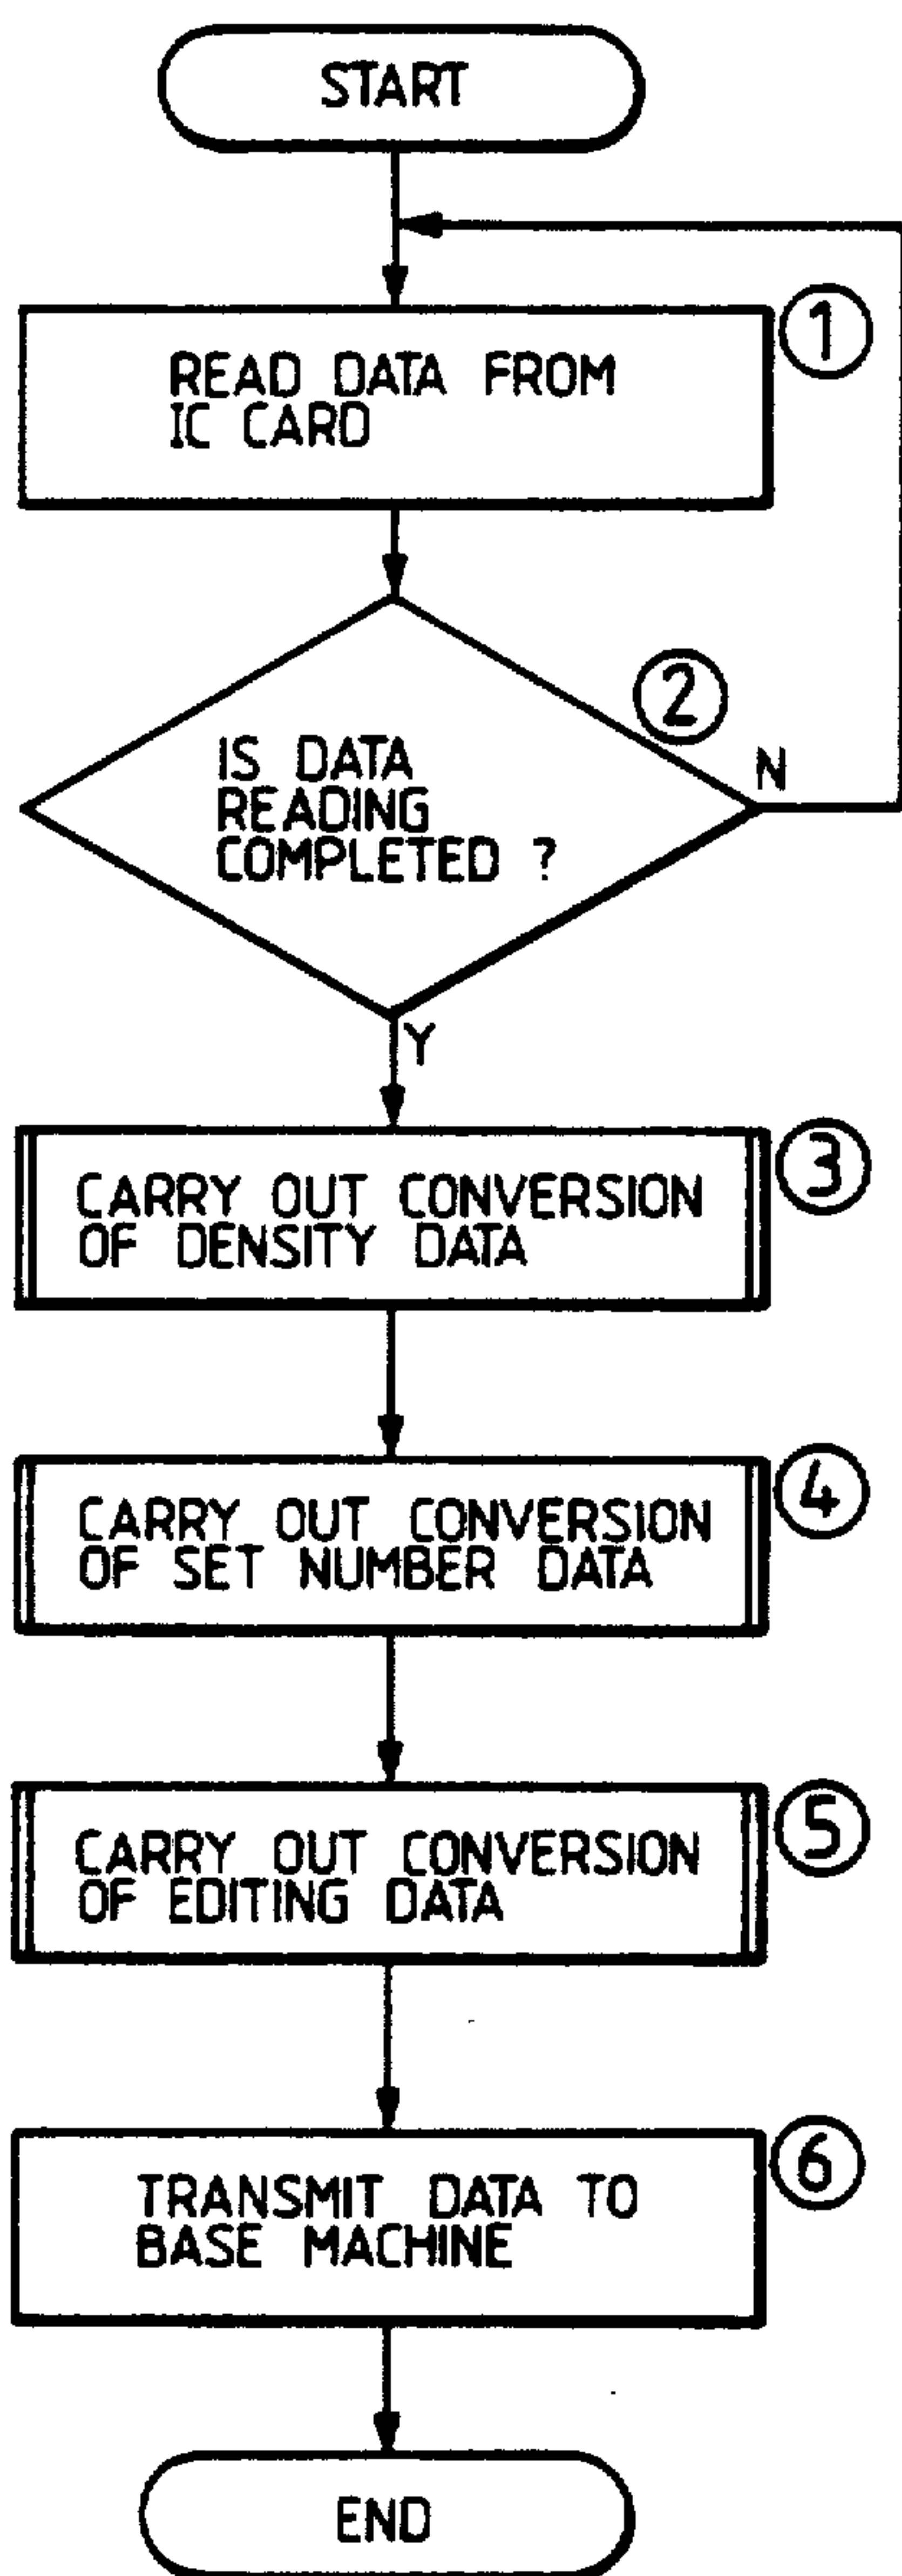 START
①
READ DATA FROM
IC CARD
②
IS DATA
READING
COMPLETED ?
N
Y
③
CARRY OUT CONVERSION
OF DENSITY DATA
④
CARRY OUT CONVERSION
OF SET NUMBER DATA
⑤
CARRY OUT CONVERSION
OF EDITING DATA
⑥
TRANSMIT DATA TO
BASE MACHINE
END